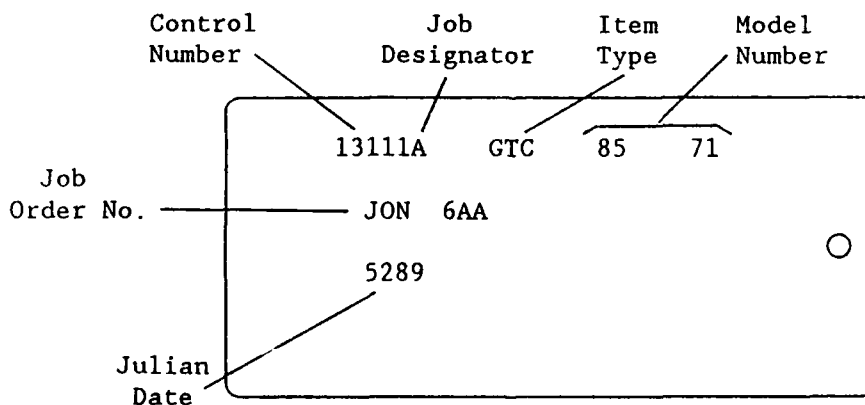 Control Job Item Model
Number Designator Type Number
13111A GTC 85 71
Job
Order No. JON 6AA
5289
Julian
Date